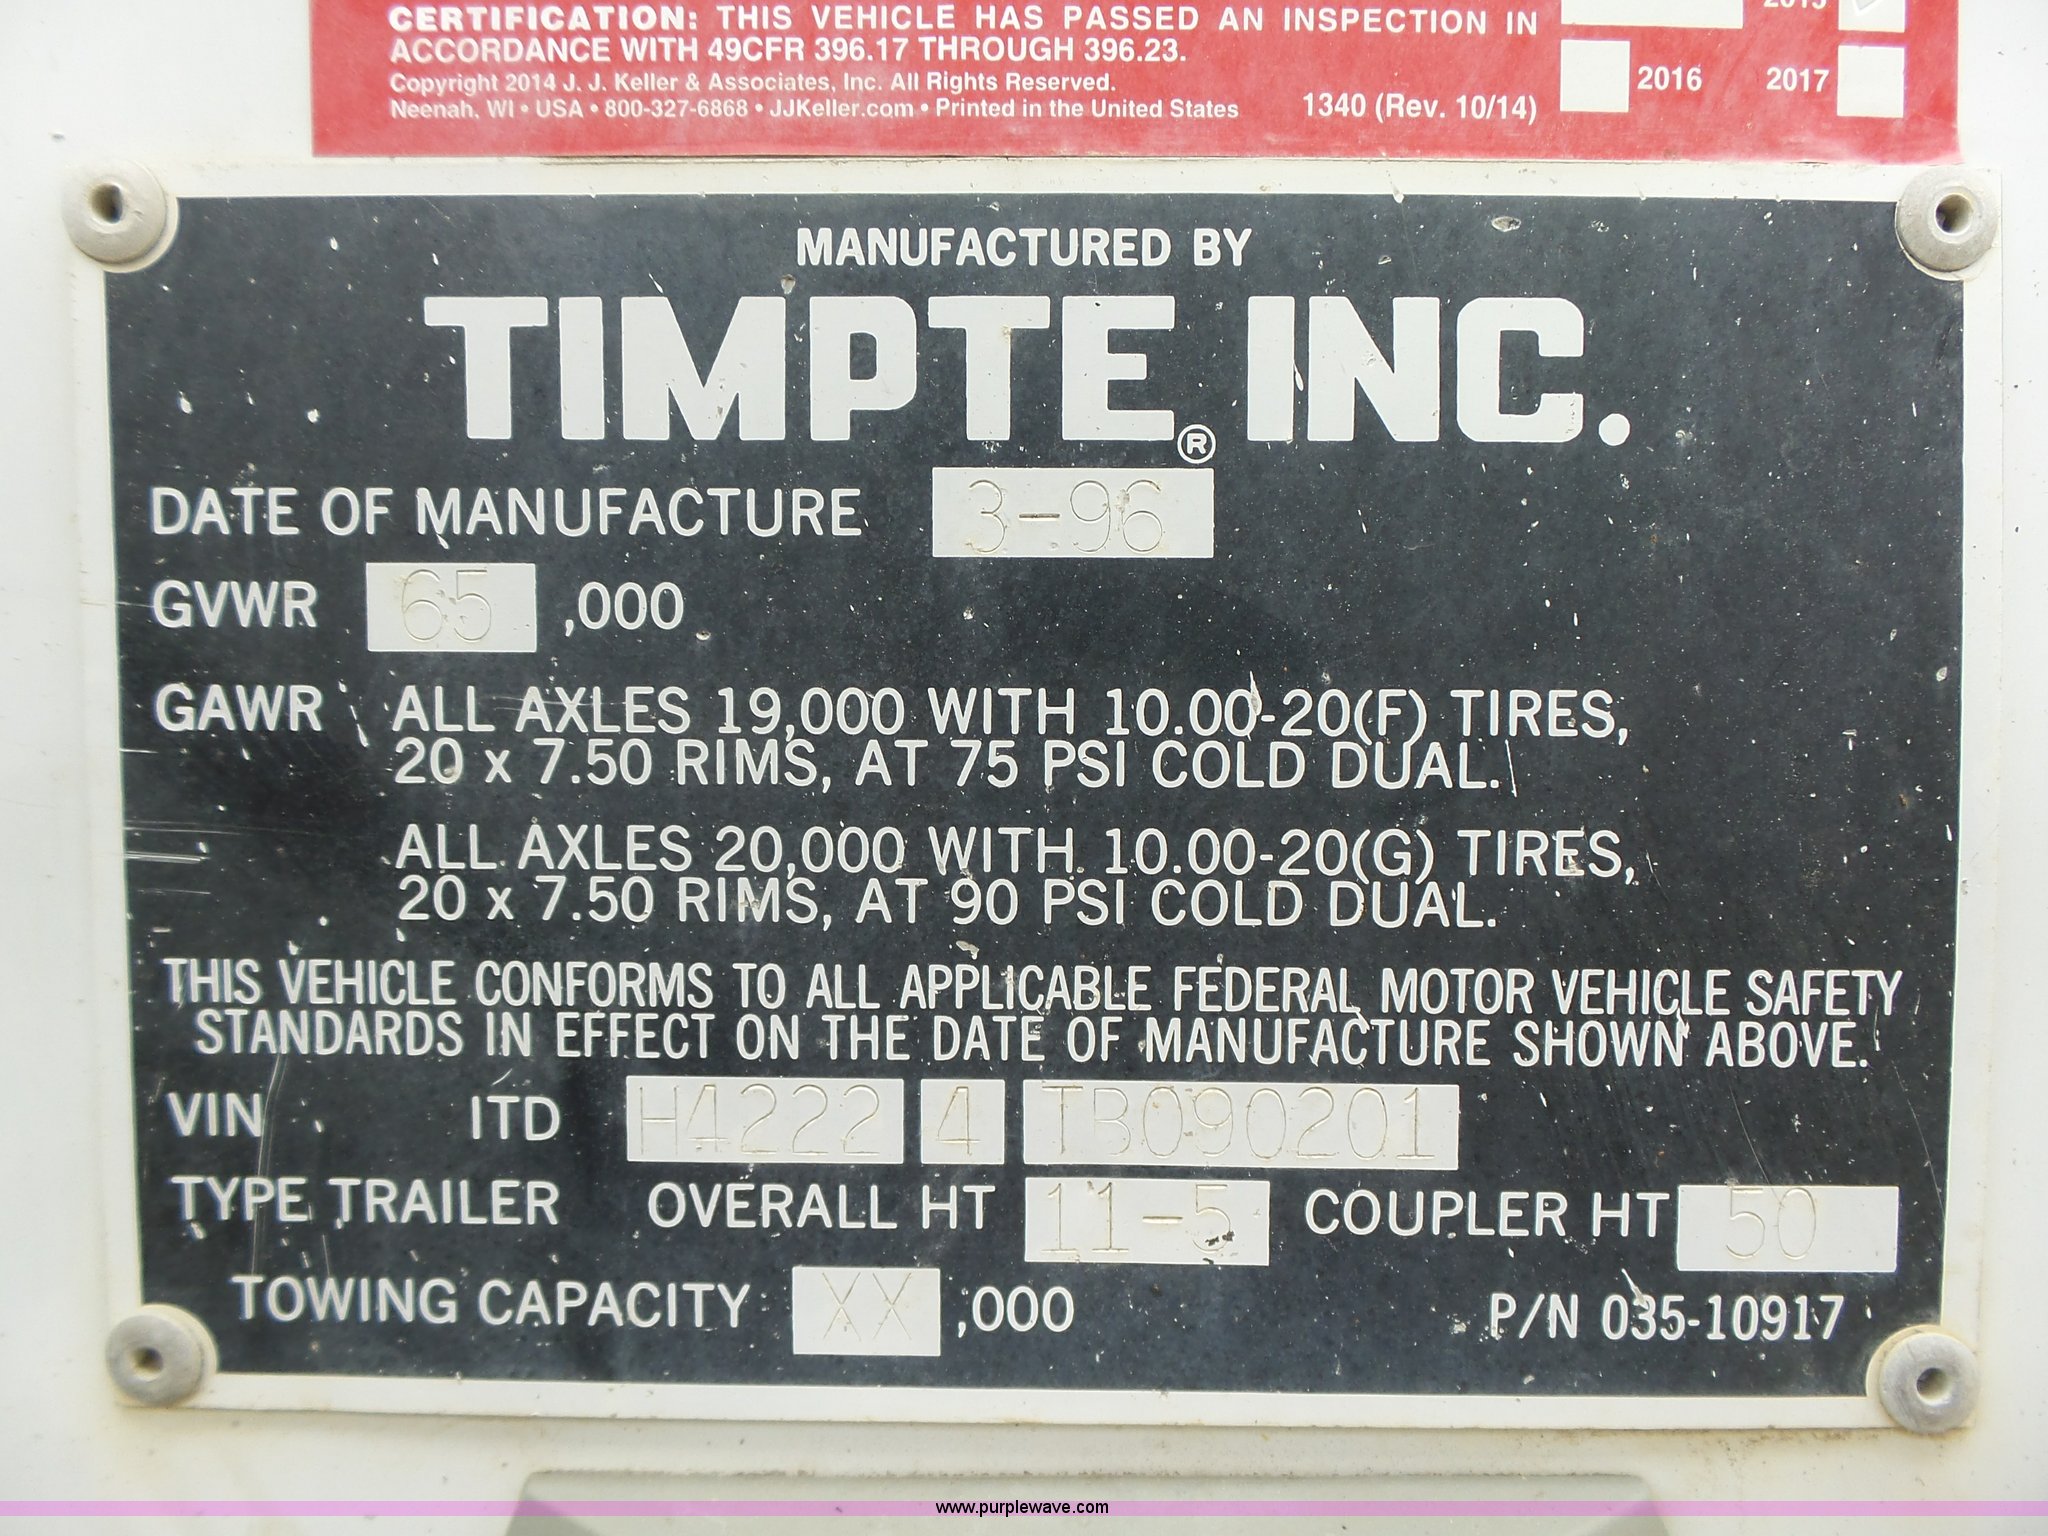 CERTIFICATION: THIS VEHICLE HAS PASSED AN INSPECTION IN
ACCORDANCE WITH 49CFR 396.17 THROUGH 396.23.
Copyright 2014 J. J. Keller & Associates, Inc. All Rights Reserved.
Neenah, WI • USA • 800-327-6868 • JJKeller.com • Printed in the United States
1340 (Rev. 10/14)
2015
2016 2017
MANUFACTURED BY
TIMPTE INC.®
DATE OF MANUFACTURE 3-96
GVWR 65 ,000
GAWR ALL AXLES 19,000 WITH 10.00-20(F) TIRES,
20 x 7.50 RIMS, AT 75 PSI COLD DUAL.
ALL AXLES 20,000 WITH 10.00-20(G) TIRES,
20 x 7.50 RIMS, AT 90 PSI COLD DUAL.
THIS VEHICLE CONFORMS TO ALL APPLICABLE FEDERAL MOTOR VEHICLE SAFETY
STANDARDS IN EFFECT ON THE DATE OF MANUFACTURE SHOWN ABOVE.
VIN 1TD H4222 4 TB090201
TYPE TRAILER OVERALL HT 11-5 COUPLER HT 50
TOWING CAPACITY XX ,000 P/N 035-10917
www.purplewave.com